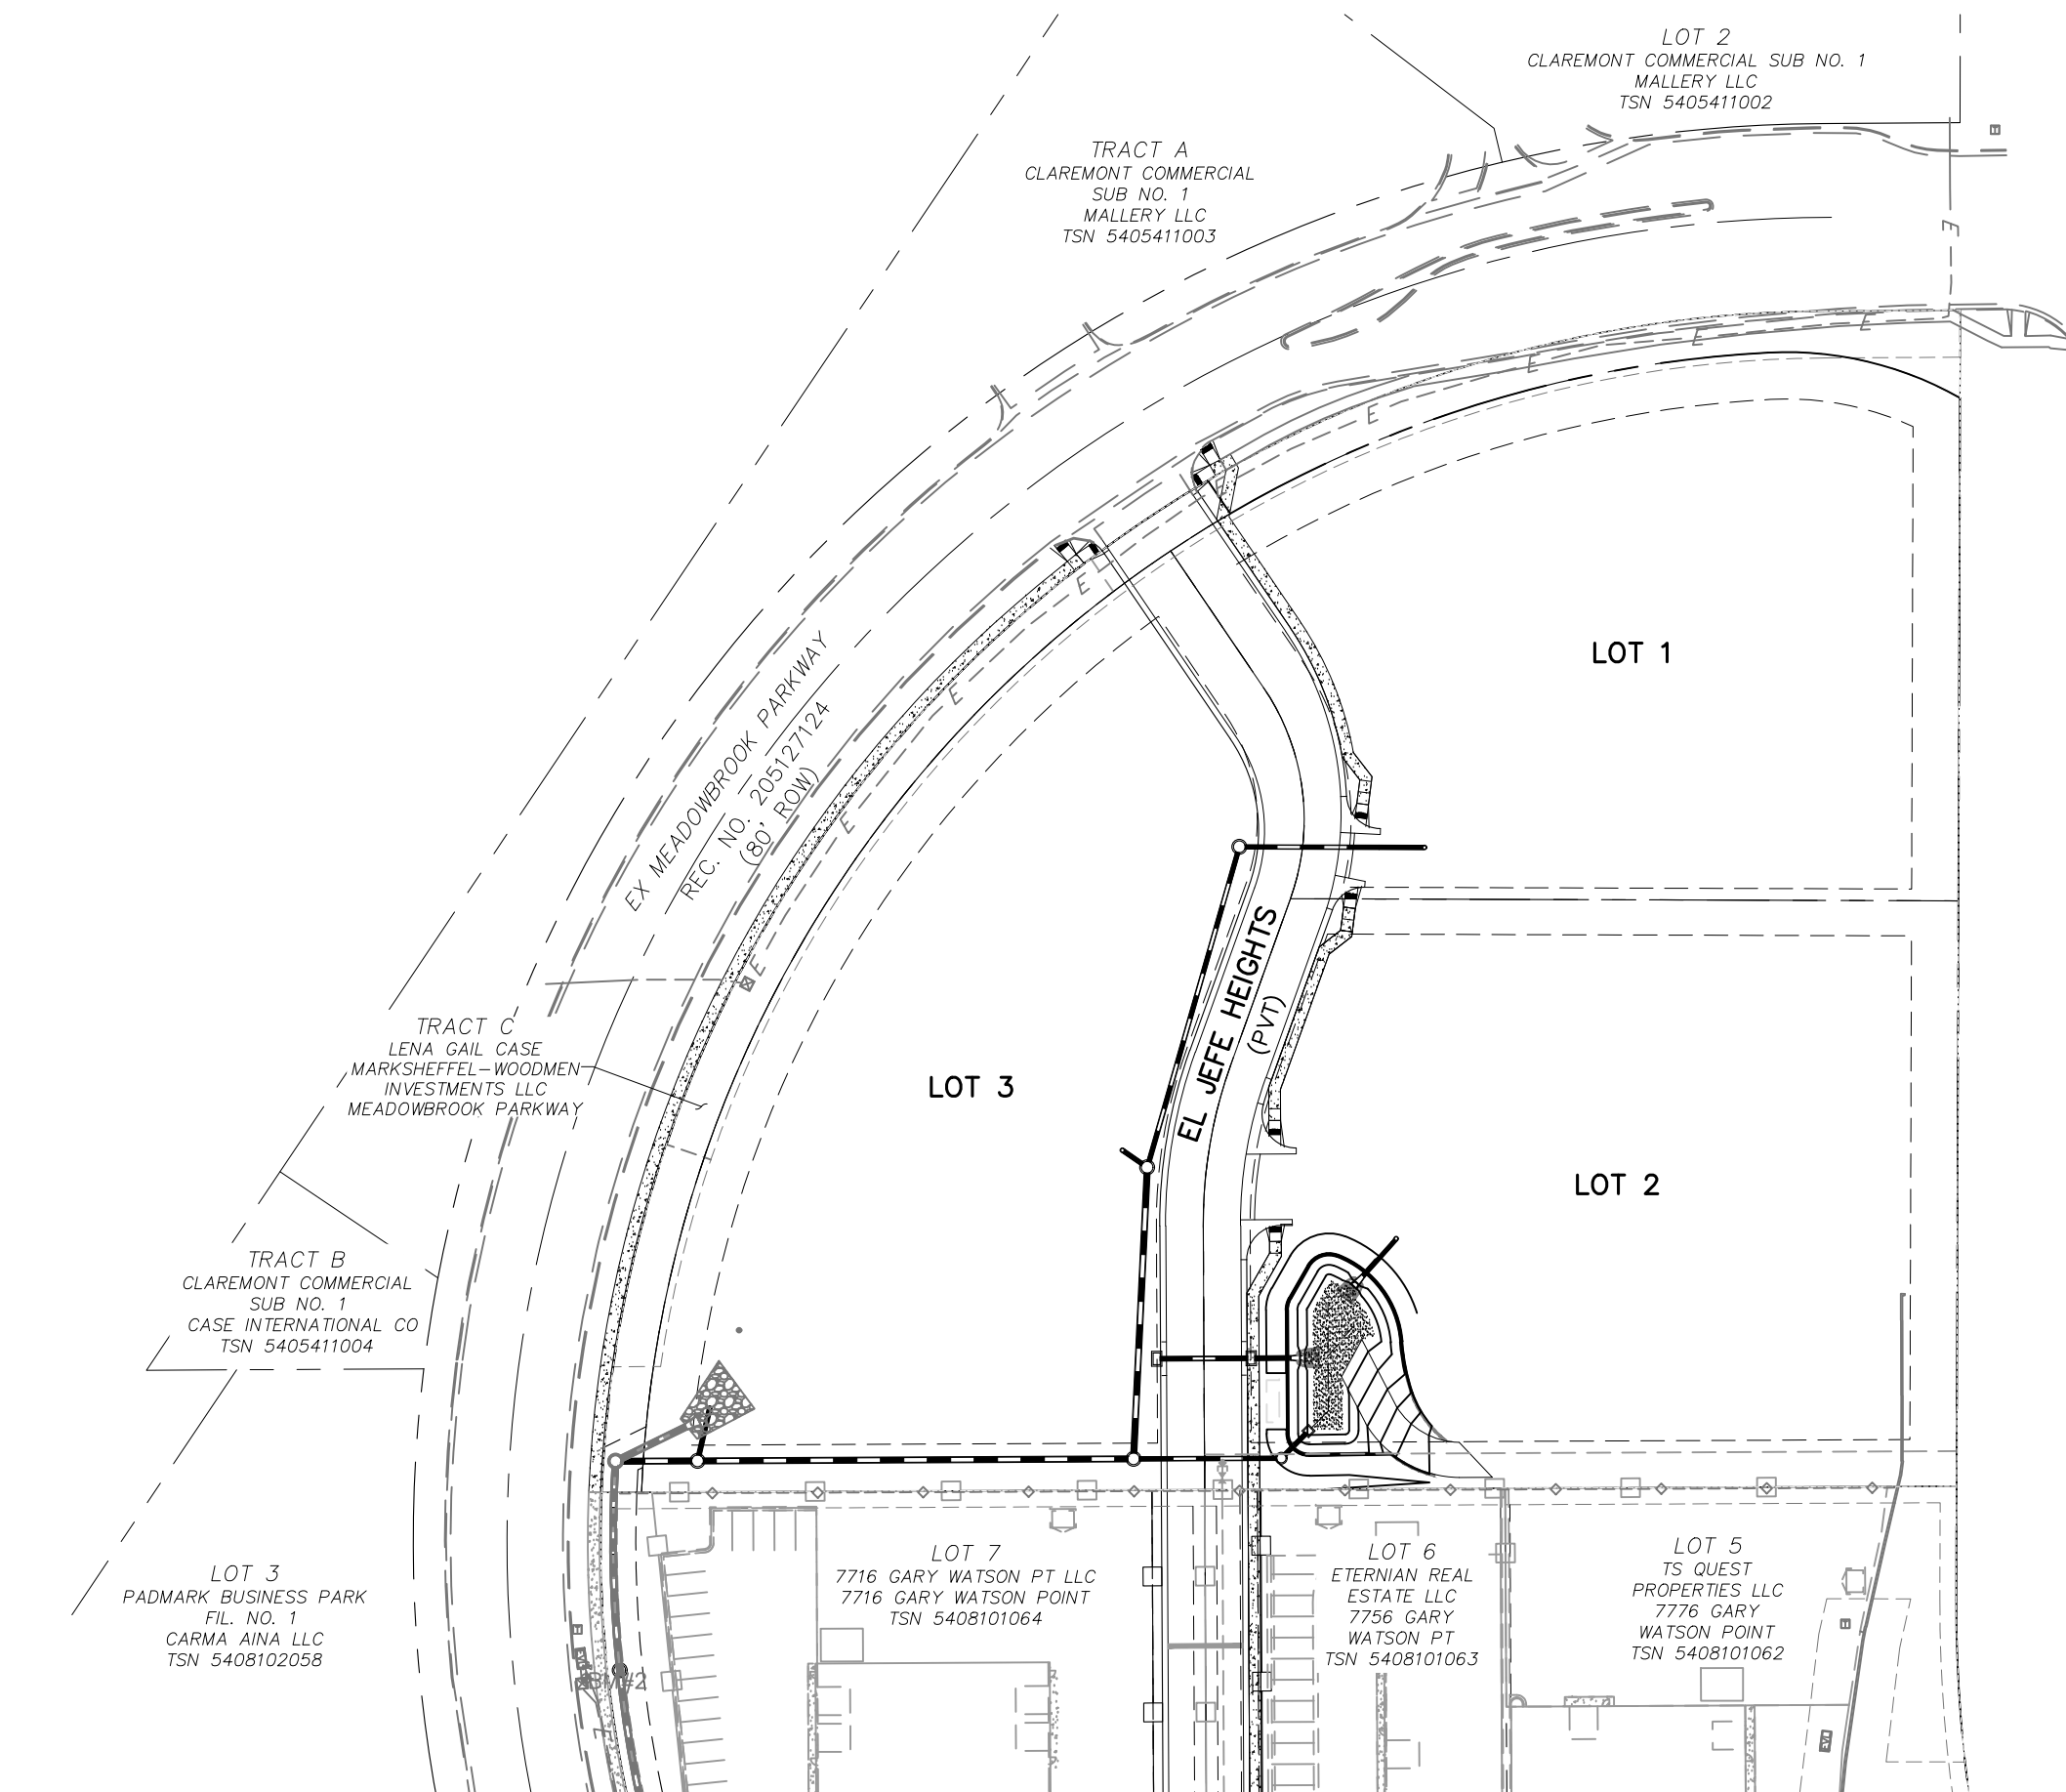 LOT 2
CLAREMONT COMMERCIAL SUB NO. 1
MALLERY LLC
TSN 5405411002
TRACT A
CLAREMONT COMMERCIAL
SUB NO. 1
MALLERY LLC
TSN 5405411003
E
E
E
E
E
E
E
E
E
E
LOT 1
EX MEADOWBROOK PARKWAY
REC. NO. 205127124
(80' ROW)
EL JEFE HEIGHTS
(PVT)
TRACT C
LENA GAIL CASE
MARKSHEFFEL-WOODMEN
INVESTMENTS LLC
MEADOWBROOK PARKWAY
LOT 3
LOT 2
TRACT B
CLAREMONT COMMERCIAL
SUB NO. 1
CASE INTERNATIONAL CO
TSN 5405411004
LOT 3
PADMARK BUSINESS PARK
FIL. NO. 1
CARMA AINA LLC
TSN 5408102058
LOT 7
7716 GARY WATSON PT LLC
7716 GARY WATSON POINT
TSN 5408101064
LOT 6
ETERNIAN REAL
ESTATE LLC
7756 GARY
WATSON PT
TSN 5408101063
LOT 5
TS QUEST
PROPERTIES LLC
7776 GARY
WATSON POINT
TSN 5408101062
E